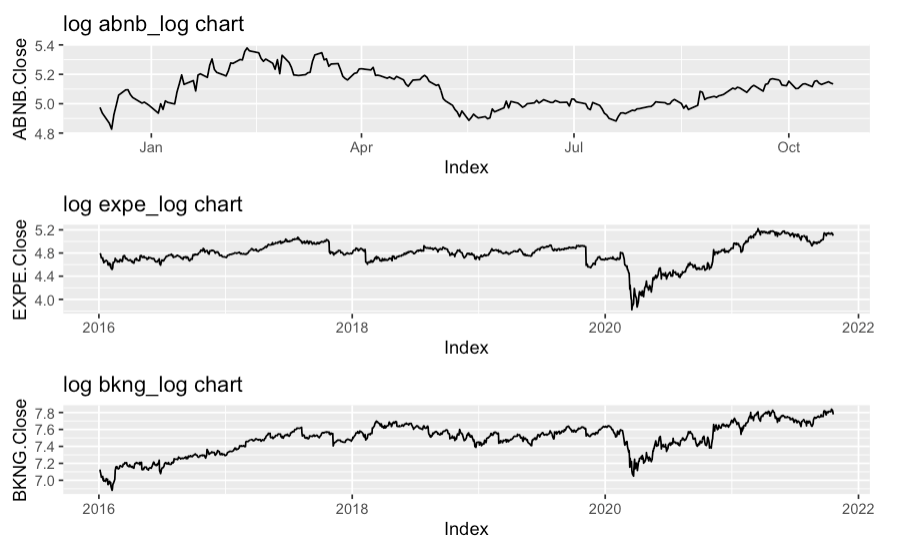 log abnb_log chart
ABNB.Close
5.4
5.2
5.0
4.8
Jan Apr Jul Oct
Index
log expe_log chart
EXPE.Close
5.2
4.8
4.4
4.0
2016 2018 2020 2022
Index
log bkng_log chart
BKNG.Close
7.8
7.6
7.4
7.2
7.0
2016 2018 2020 2022
Index